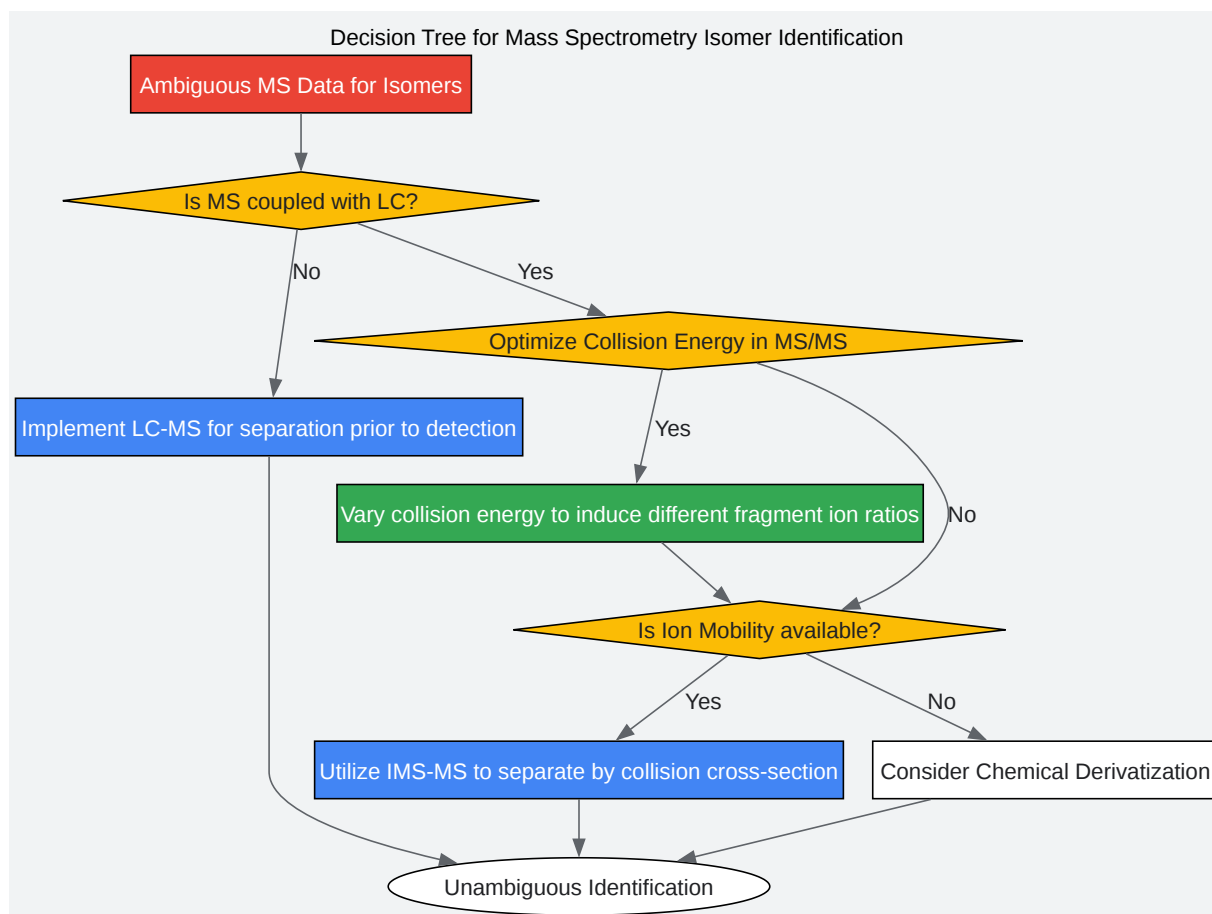 Decision Tree for Mass Spectrometry Isomer Identification
Ambiguous MS Data for Isomers
Is MS coupled with LC?
No
Yes
Optimize Collision Energy in MS/MS
Implement LC-MS for separation prior to detection
Yes
Vary collision energy to induce different fragment ion ratios
No
Is Ion Mobility available?
Yes
No
Utilize IMS-MS to separate by collision cross-section
Consider Chemical Derivatization
Unambiguous Identification